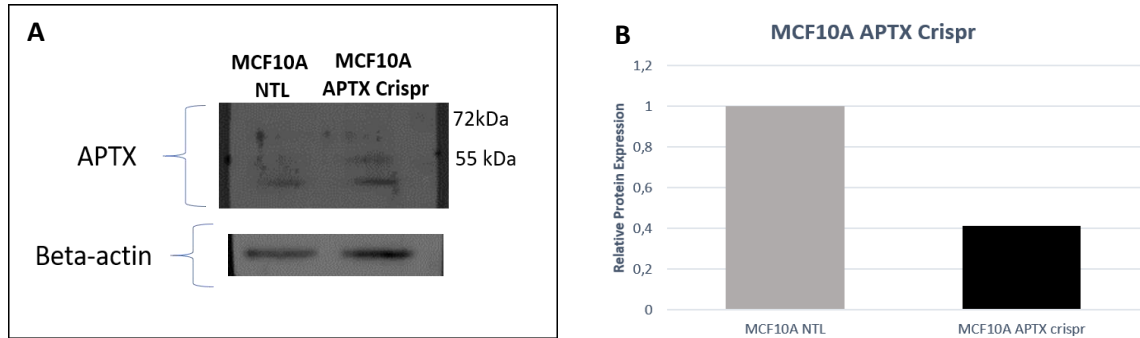 A
MCF10A
NTL
MCF10A
APTX Crispr
72kDa
55 kDa
APTX
Beta-actin
B
MCF10A APTX Crispr
Relative Protein Expression
1,2
1
0,8
0,6
0,4
0,2
0
MCF10A NTL
MCF10A APTX crispr